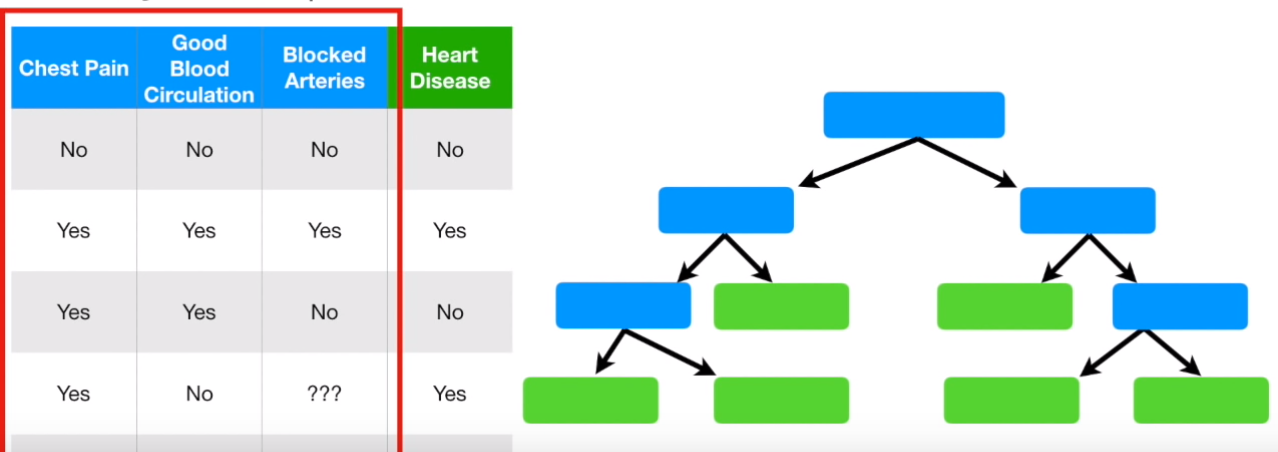 Chest Pain
Good
Blood
Circulation
Blocked
Arteries
Heart
Disease
No No No No
Yes Yes Yes Yes
Yes Yes No No
Yes No ??? Yes